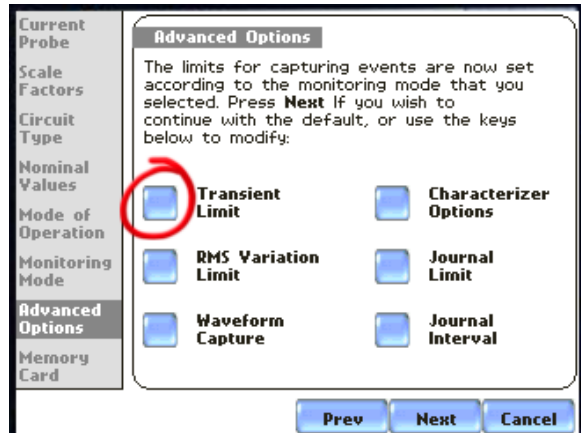 Current
Probe
Scale
Factors
Circuit
Type
Nominal
Values
Mode of
Operation
Monitoring
Mode
Advanced
Options
Memory
Card
Advanced Options
The limits for capturing events are now set
according to the monitoring mode that you
selected. Press Next If you wish to
continue with the default, or use the keys
below to modify:
Transient
Limit
Characterizer
Options
RMS Variation
Limit
Journal
Limit
Waveform
Capture
Journal
Interval
Prev
Next
Cancel